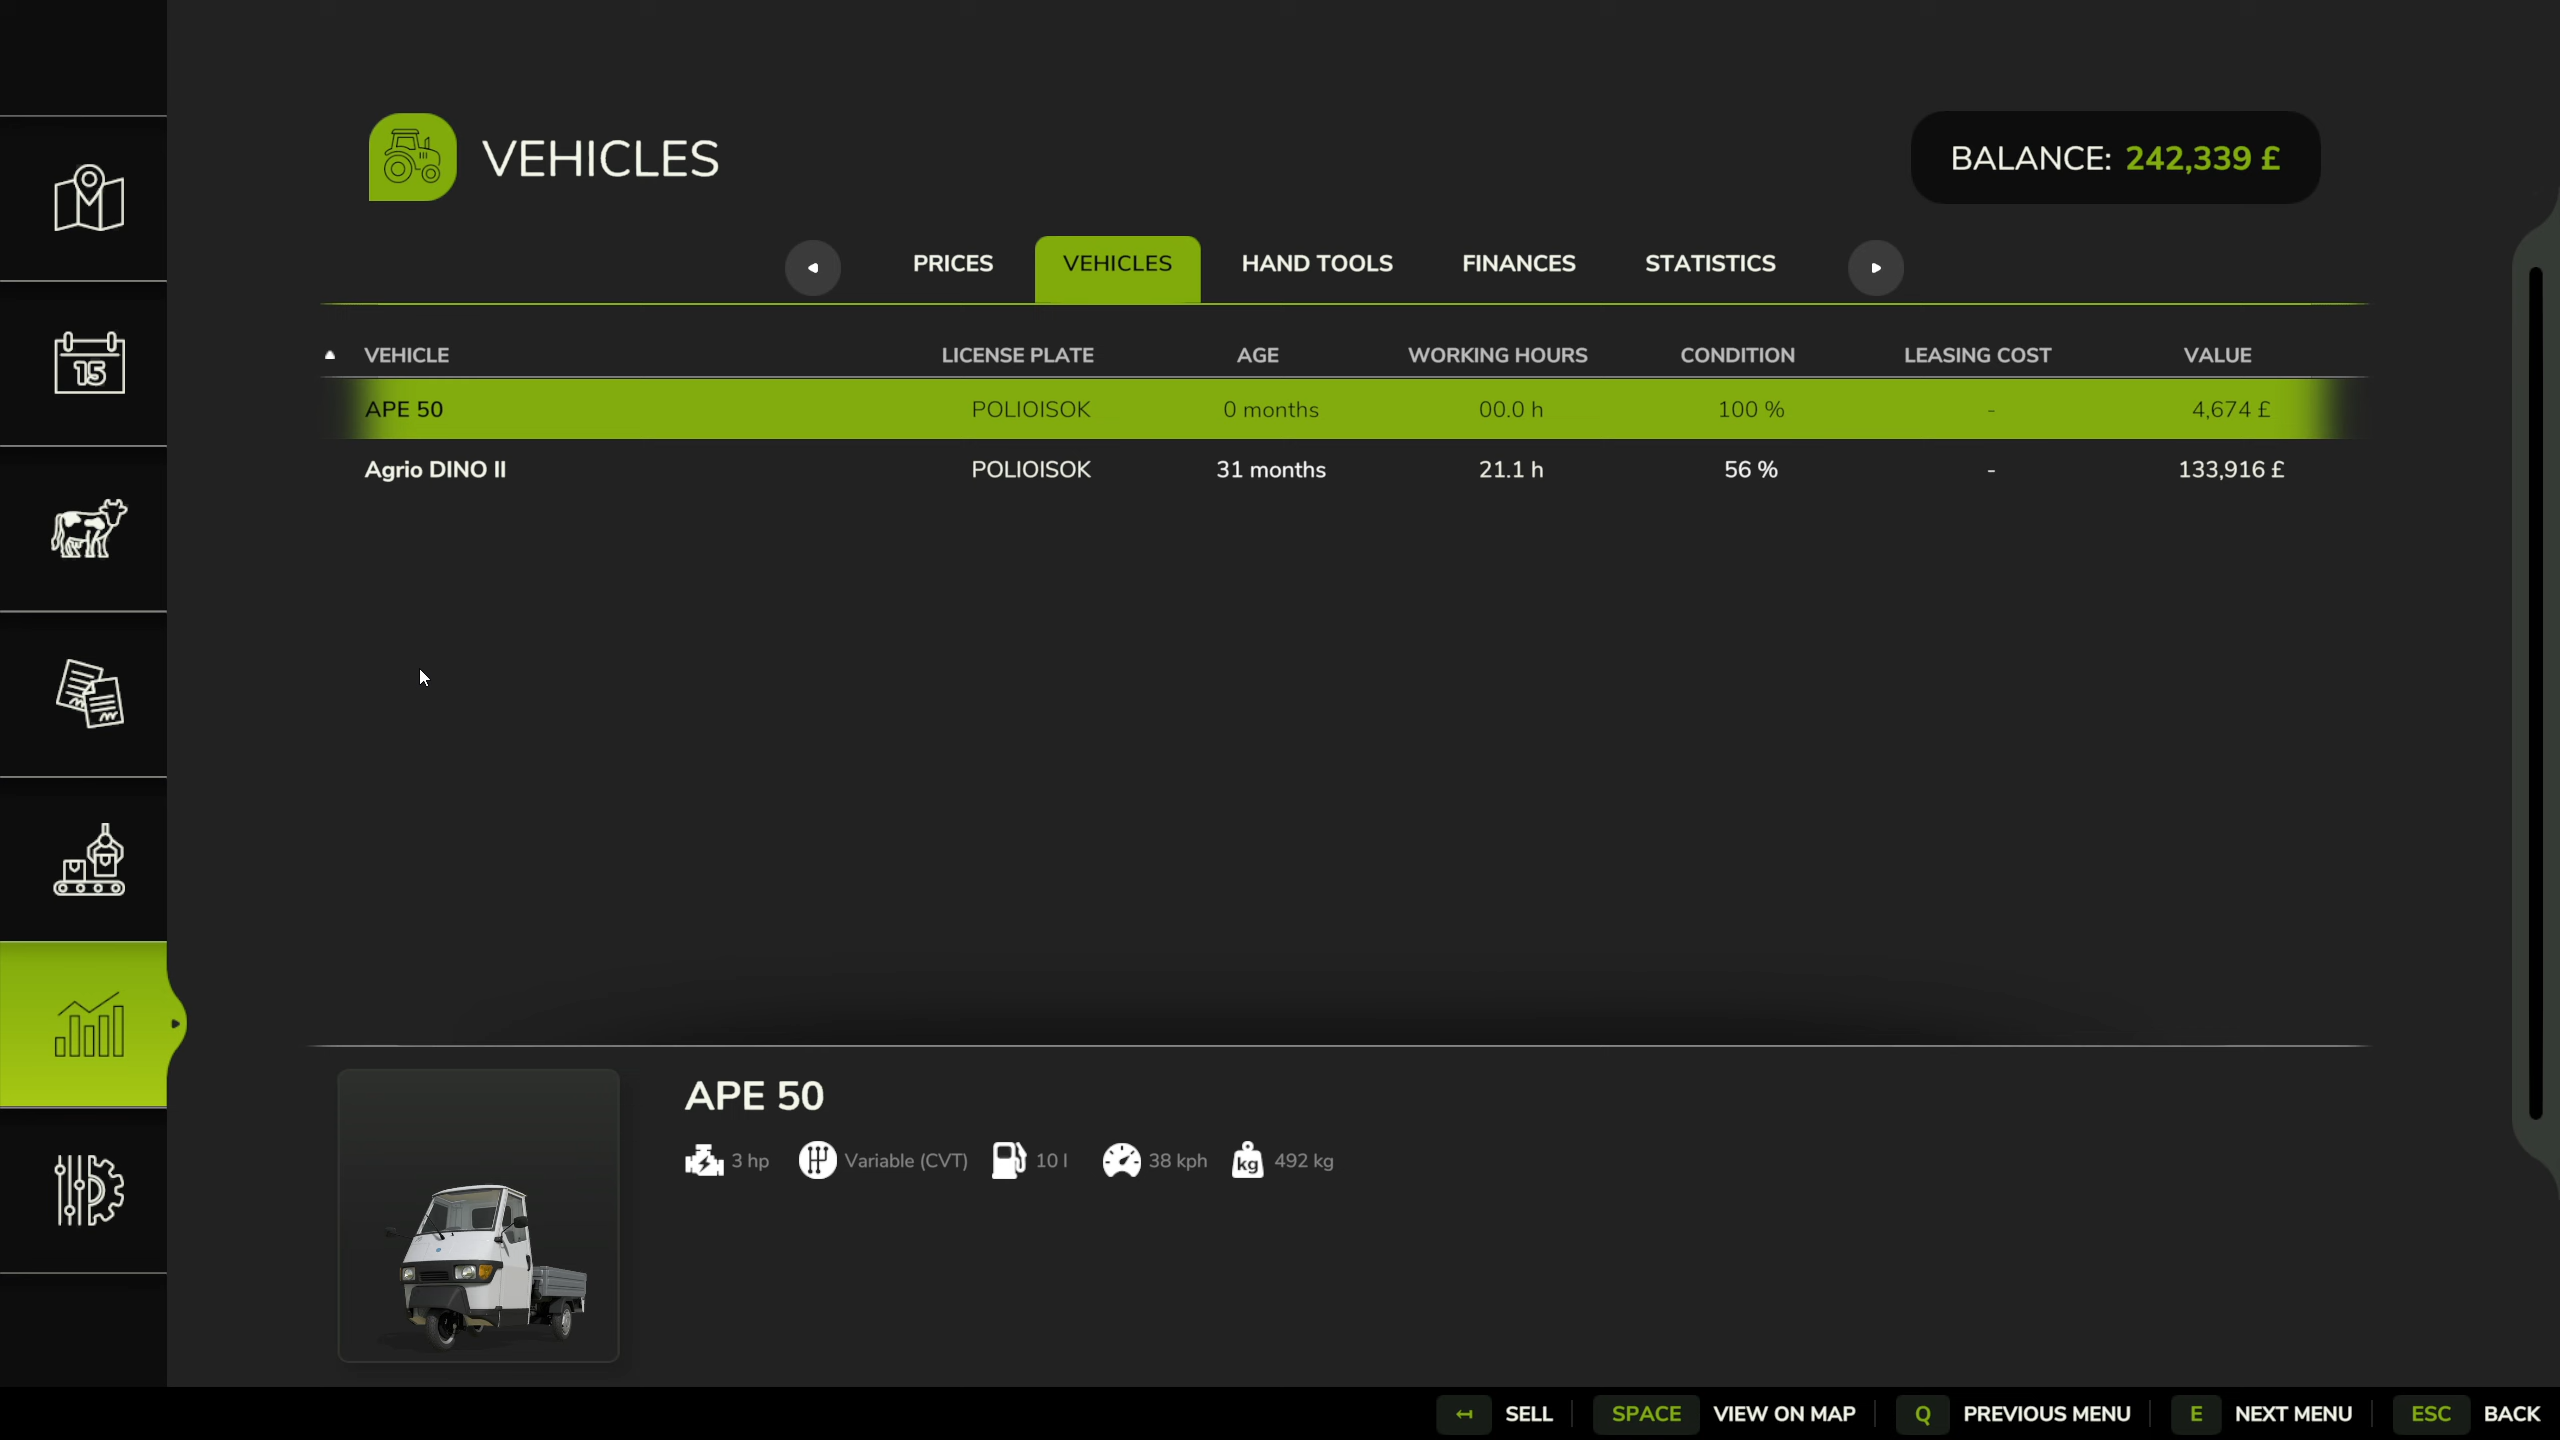 VEHICLES
BALANCE: 242,339 £
PRICES VEHICLES HAND TOOLS FINANCES STATISTICS
VEHICLE LICENSE PLATE AGE WORKING HOURS CONDITION LEASING COST VALUE
APE 50 POLIOISOK 0 months 00.0 h 100 % - 4,674 £
Agrio DINO II POLIOISOK 31 months 21.1 h 56 % - 133,916 £
15
APE 50
3 hp Variable (CVT) 10 l 38 kph kg 492 kg
SELL SPACE VIEW ON MAP Q PREVIOUS MENU E NEXT MENU ESC BACK